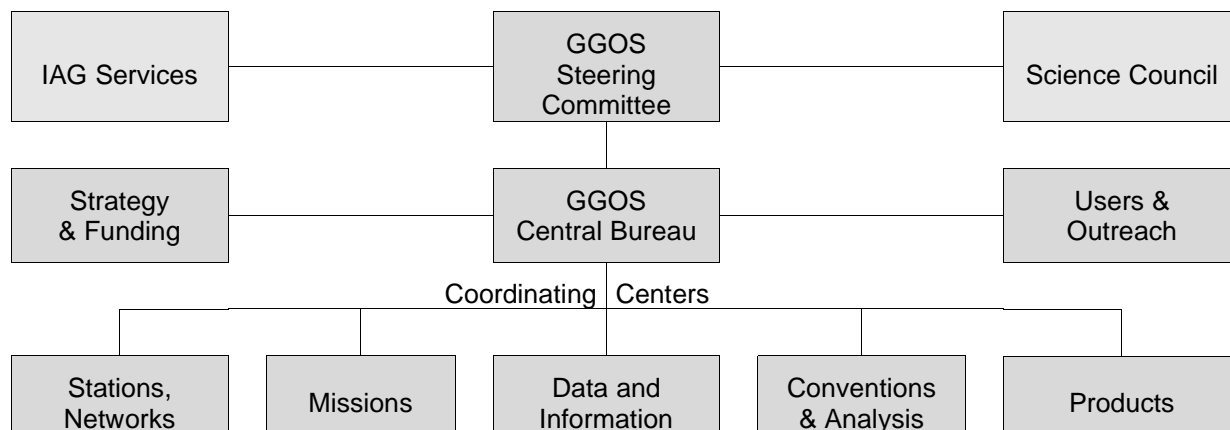 IAG Services
GGOS
Steering
Committee
Science Council
Strategy
& Funding
GGOS
Central Bureau
Users &
Outreach
Coordinating Centers
Stations,
Networks
Missions
Data and
Information
Conventions
& Analysis
Products